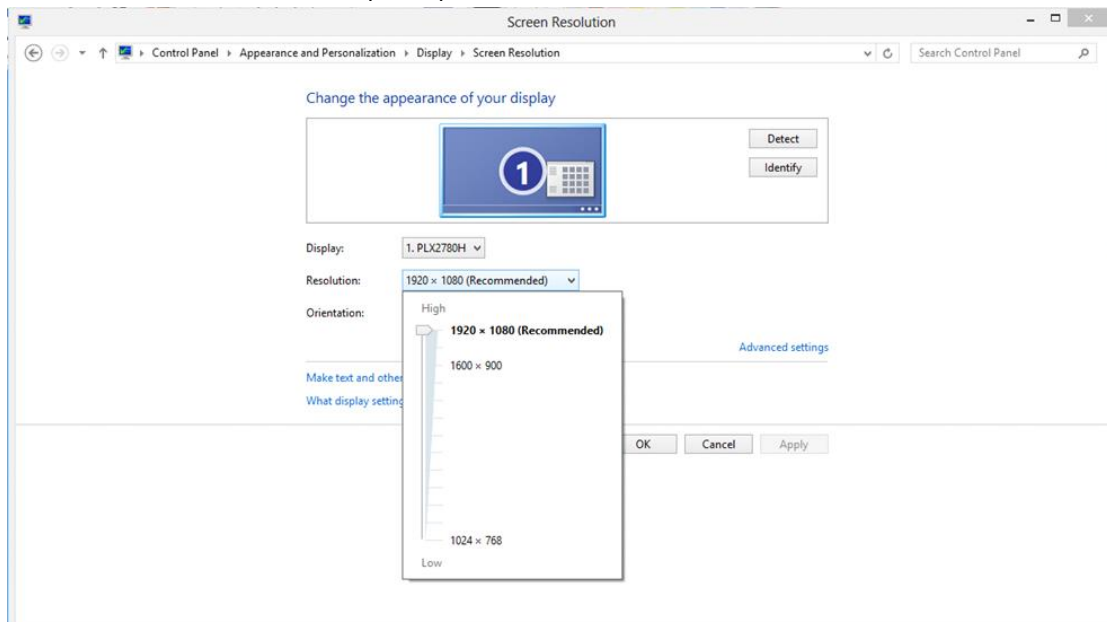 Screen Resolution
Control Panel Appearance and Personalization Display Screen Resolution
Search Control Panel
Change the appearance of your display
1
Detect
Identify
Display: 1. PLX2780H
Resolution: 1920 × 1080 (Recommended)
Orientation:
High
1920 × 1080 (Recommended)
1600 × 900
1024 × 768
Low
Advanced settings
Make text and other
What display setting
OK Cancel Apply